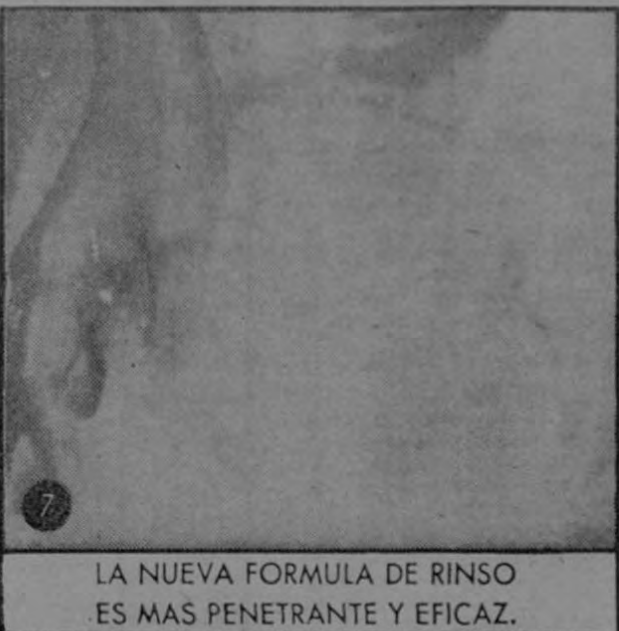 7
LA NUEVA FORMULA DE RINSO
ES MAS PENETRANTE Y EFICAZ.